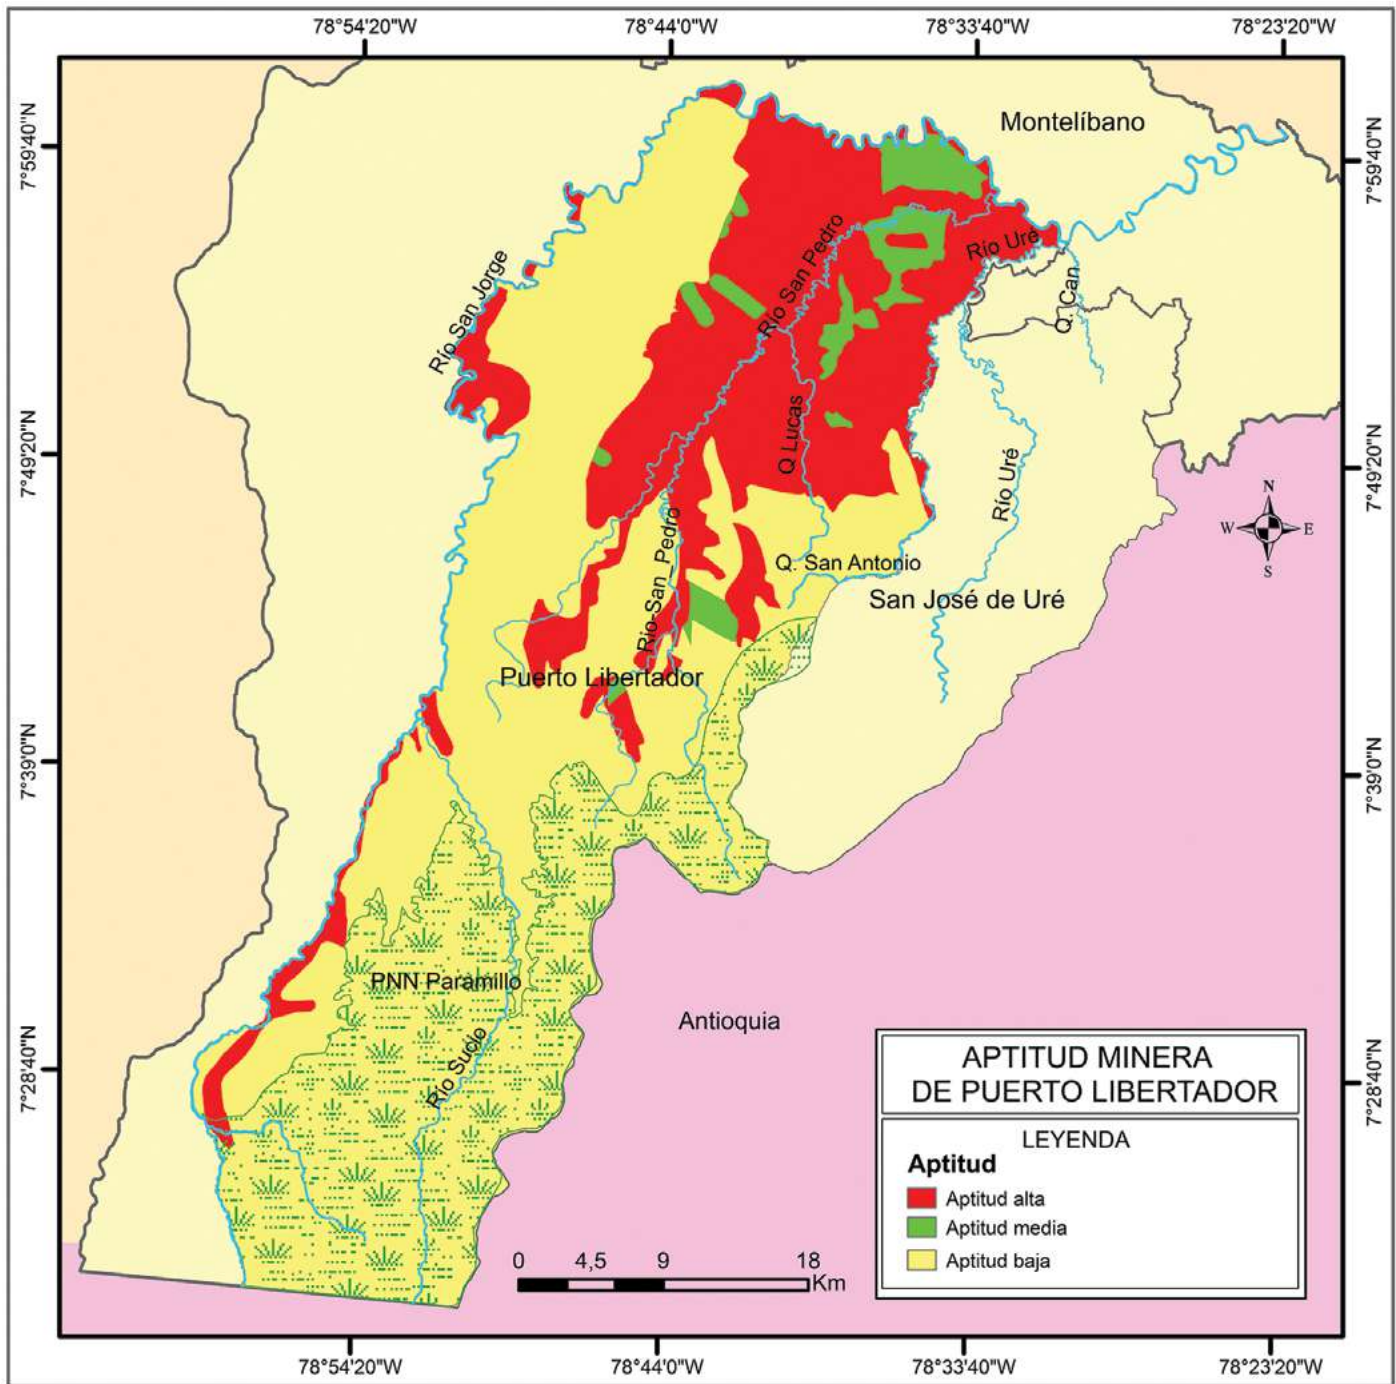 78°54'20"W
78°44'0"W
78°33'40"W
78°23'20"W
7°59'40"N
7°59'40"N
Montelíbano
Río San Pedro
Río Uré
Río San Jorge
Q. Can
7°49'20"N
7°49'20"N
Q Lucas
Río Uré
N
W
E
S
Rio-San_Pedro
Q. San Antonio
San José de Uré
Puerto Libertador
7°39'0"N
7°39'0"N
PNN Paramillo
Antioquia
Río Sucio
7°28'40"N
7°28'40"N
APTITUD MINERA
DE PUERTO LIBERTADOR
LEYENDA
Aptitud
Aptitud alta
Aptitud media
Aptitud baja
0 4,5 9 18
Km
78°54'20"W
78°44'0"W
78°33'40"W
78°23'20"W